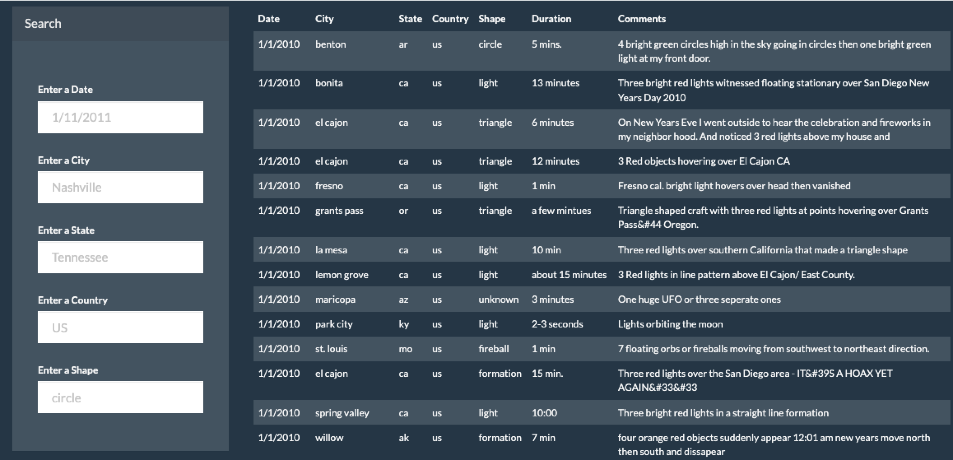 Search
Enter a Date
1/11/2011
Enter a City
Nashville
Enter a State
Tennessee
Enter a Country
US
Enter a Shape
circle
Date City State Country Shape Duration Comments
1/1/2010 benton ar us circle 5 mins. 4 bright green circles high in the sky going in circles then one bright green
light at my front door.
1/1/2010 bonita ca us light 13 minutes Three bright red lights witnessed floating stationary over San Diego New
Years Day 2010
1/1/2010 el cajon ca us triangle 6 minutes On New Years Eve I went outside to hear the celebration and fireworks in
my neighbor hood. And noticed 3 red lights above my house and
1/1/2010 el cajon ca us triangle 12 minutes 3 Red objects hovering over El Cajon CA
1/1/2010 fresno ca us light 1 min Fresno cal. bright light hovers over head then vanished
1/1/2010 grants pass or us triangle a few mintues Triangle shaped craft with three red lights at points hovering over Grants
Pass&#44 Oregon.
1/1/2010 la mesa ca us light 10 min Three red lights over southern California that made a triangle shape
1/1/2010 lemon grove ca us light about 15 minutes 3 Red lights in line pattern above El Cajon/ East County.
1/1/2010 maricopa az us unknown 3 minutes One huge UFO or three seperate ones
1/1/2010 park city ky us light 2-3 seconds Lights orbiting the moon
1/1/2010 st. louis mo us fireball 1 min 7 floating orbs or fireballs moving from southwest to northeast direction.
1/1/2010 el cajon ca us formation 15 min. Three red lights over the San Diego area - IT&#39S A HOAX YET
AGAIN&#33&#33
1/1/2010 spring valley ca us light 10:00 Three bright red lights in a straight line formation
1/1/2010 willow ak us formation 7 min four orange red objects suddenly appear 12:01 am new years move north
then south and dissapear